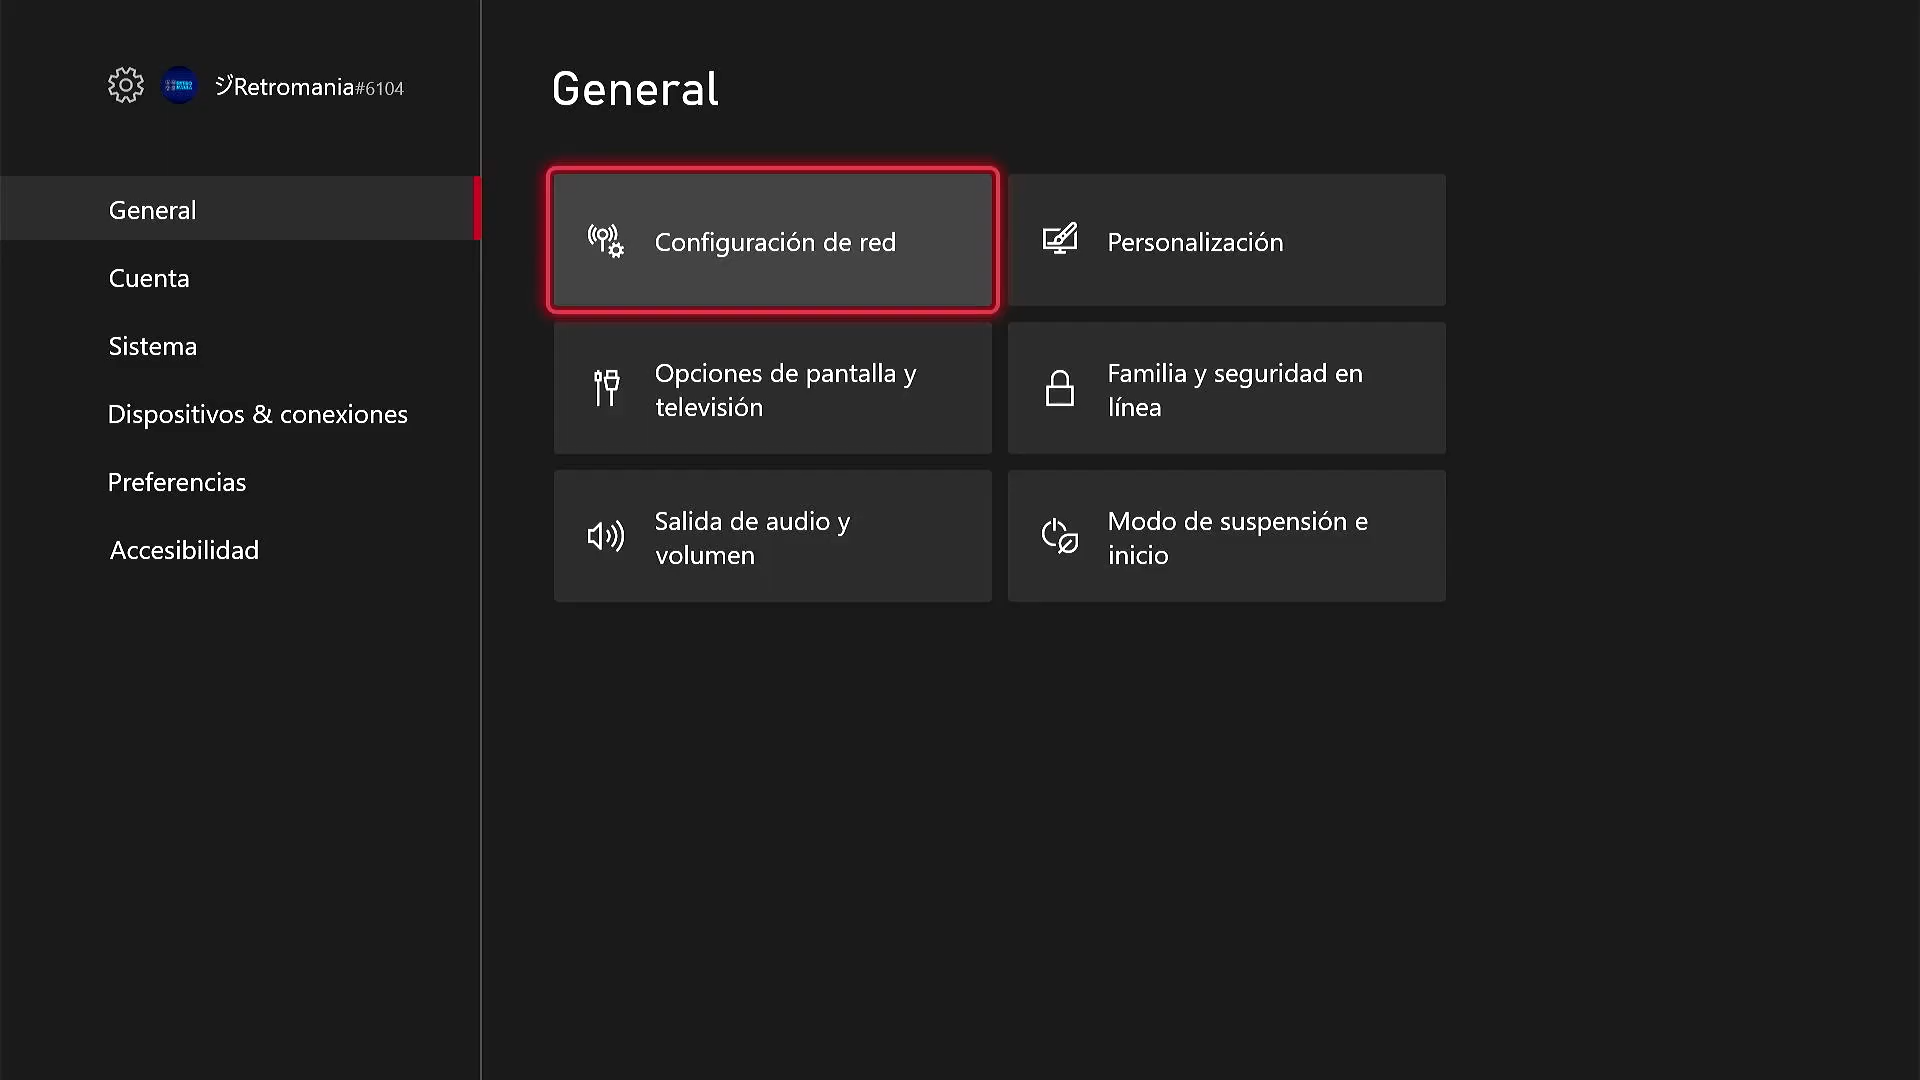 ジRetromania#6104
General
Cuenta
Sistema
Dispositivos & conexiones
Preferencias
Accesibilidad
General
Configuración de red
Personalización
Opciones de pantalla y
televisión
Familia y seguridad en
línea
Salida de audio y
volumen
Modo de suspensión e
inicio